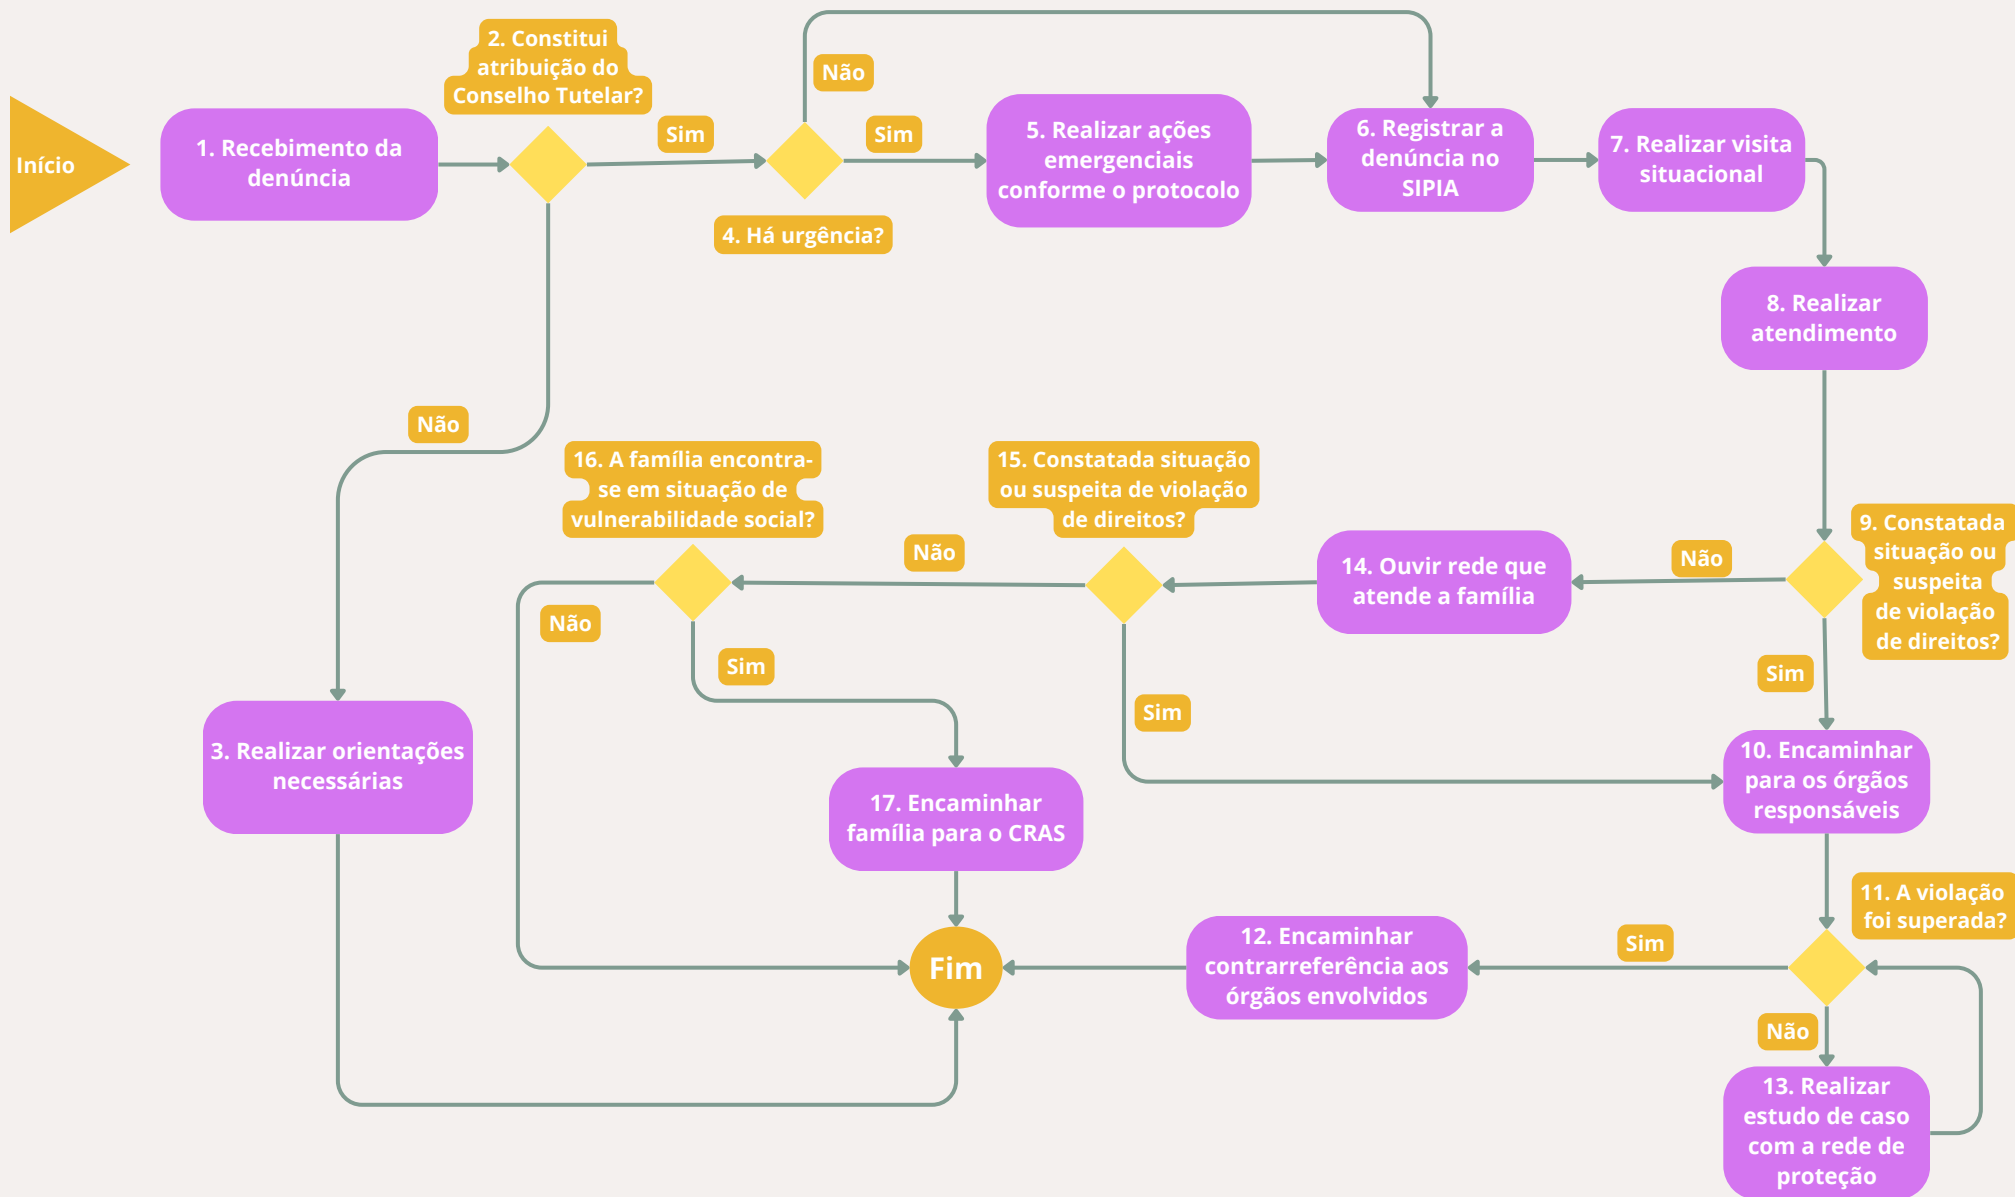 Início
1. Recebimento da
denúncia
2. Constitui
atribuição do
Conselho Tutelar?
Sim
Não
3. Realizar orientações
necessárias
4. Há urgência?
Não
Sim
5. Realizar ações
emergenciais
conforme o protocolo
6. Registrar a
denúncia no
SIPIA
7. Realizar visita
situacional
8. Realizar
atendimento
9. Constatada
situação ou
suspeita
de violação
de direitos?
Não
Sim
10. Encaminhar
para os órgãos
responsáveis
11. A violação
foi superada?
Sim
Não
12. Encaminhar
contrarreferência aos
órgãos envolvidos
13. Realizar
estudo de caso
com a rede de
proteção
14. Ouvir rede que
atende a família
15. Constatada situação
ou suspeita de violação
de direitos?
Não
Sim
16. A família encontra-
se em situação de
vulnerabilidade social?
Não
Sim
17. Encaminhar
família para o CRAS
Fim